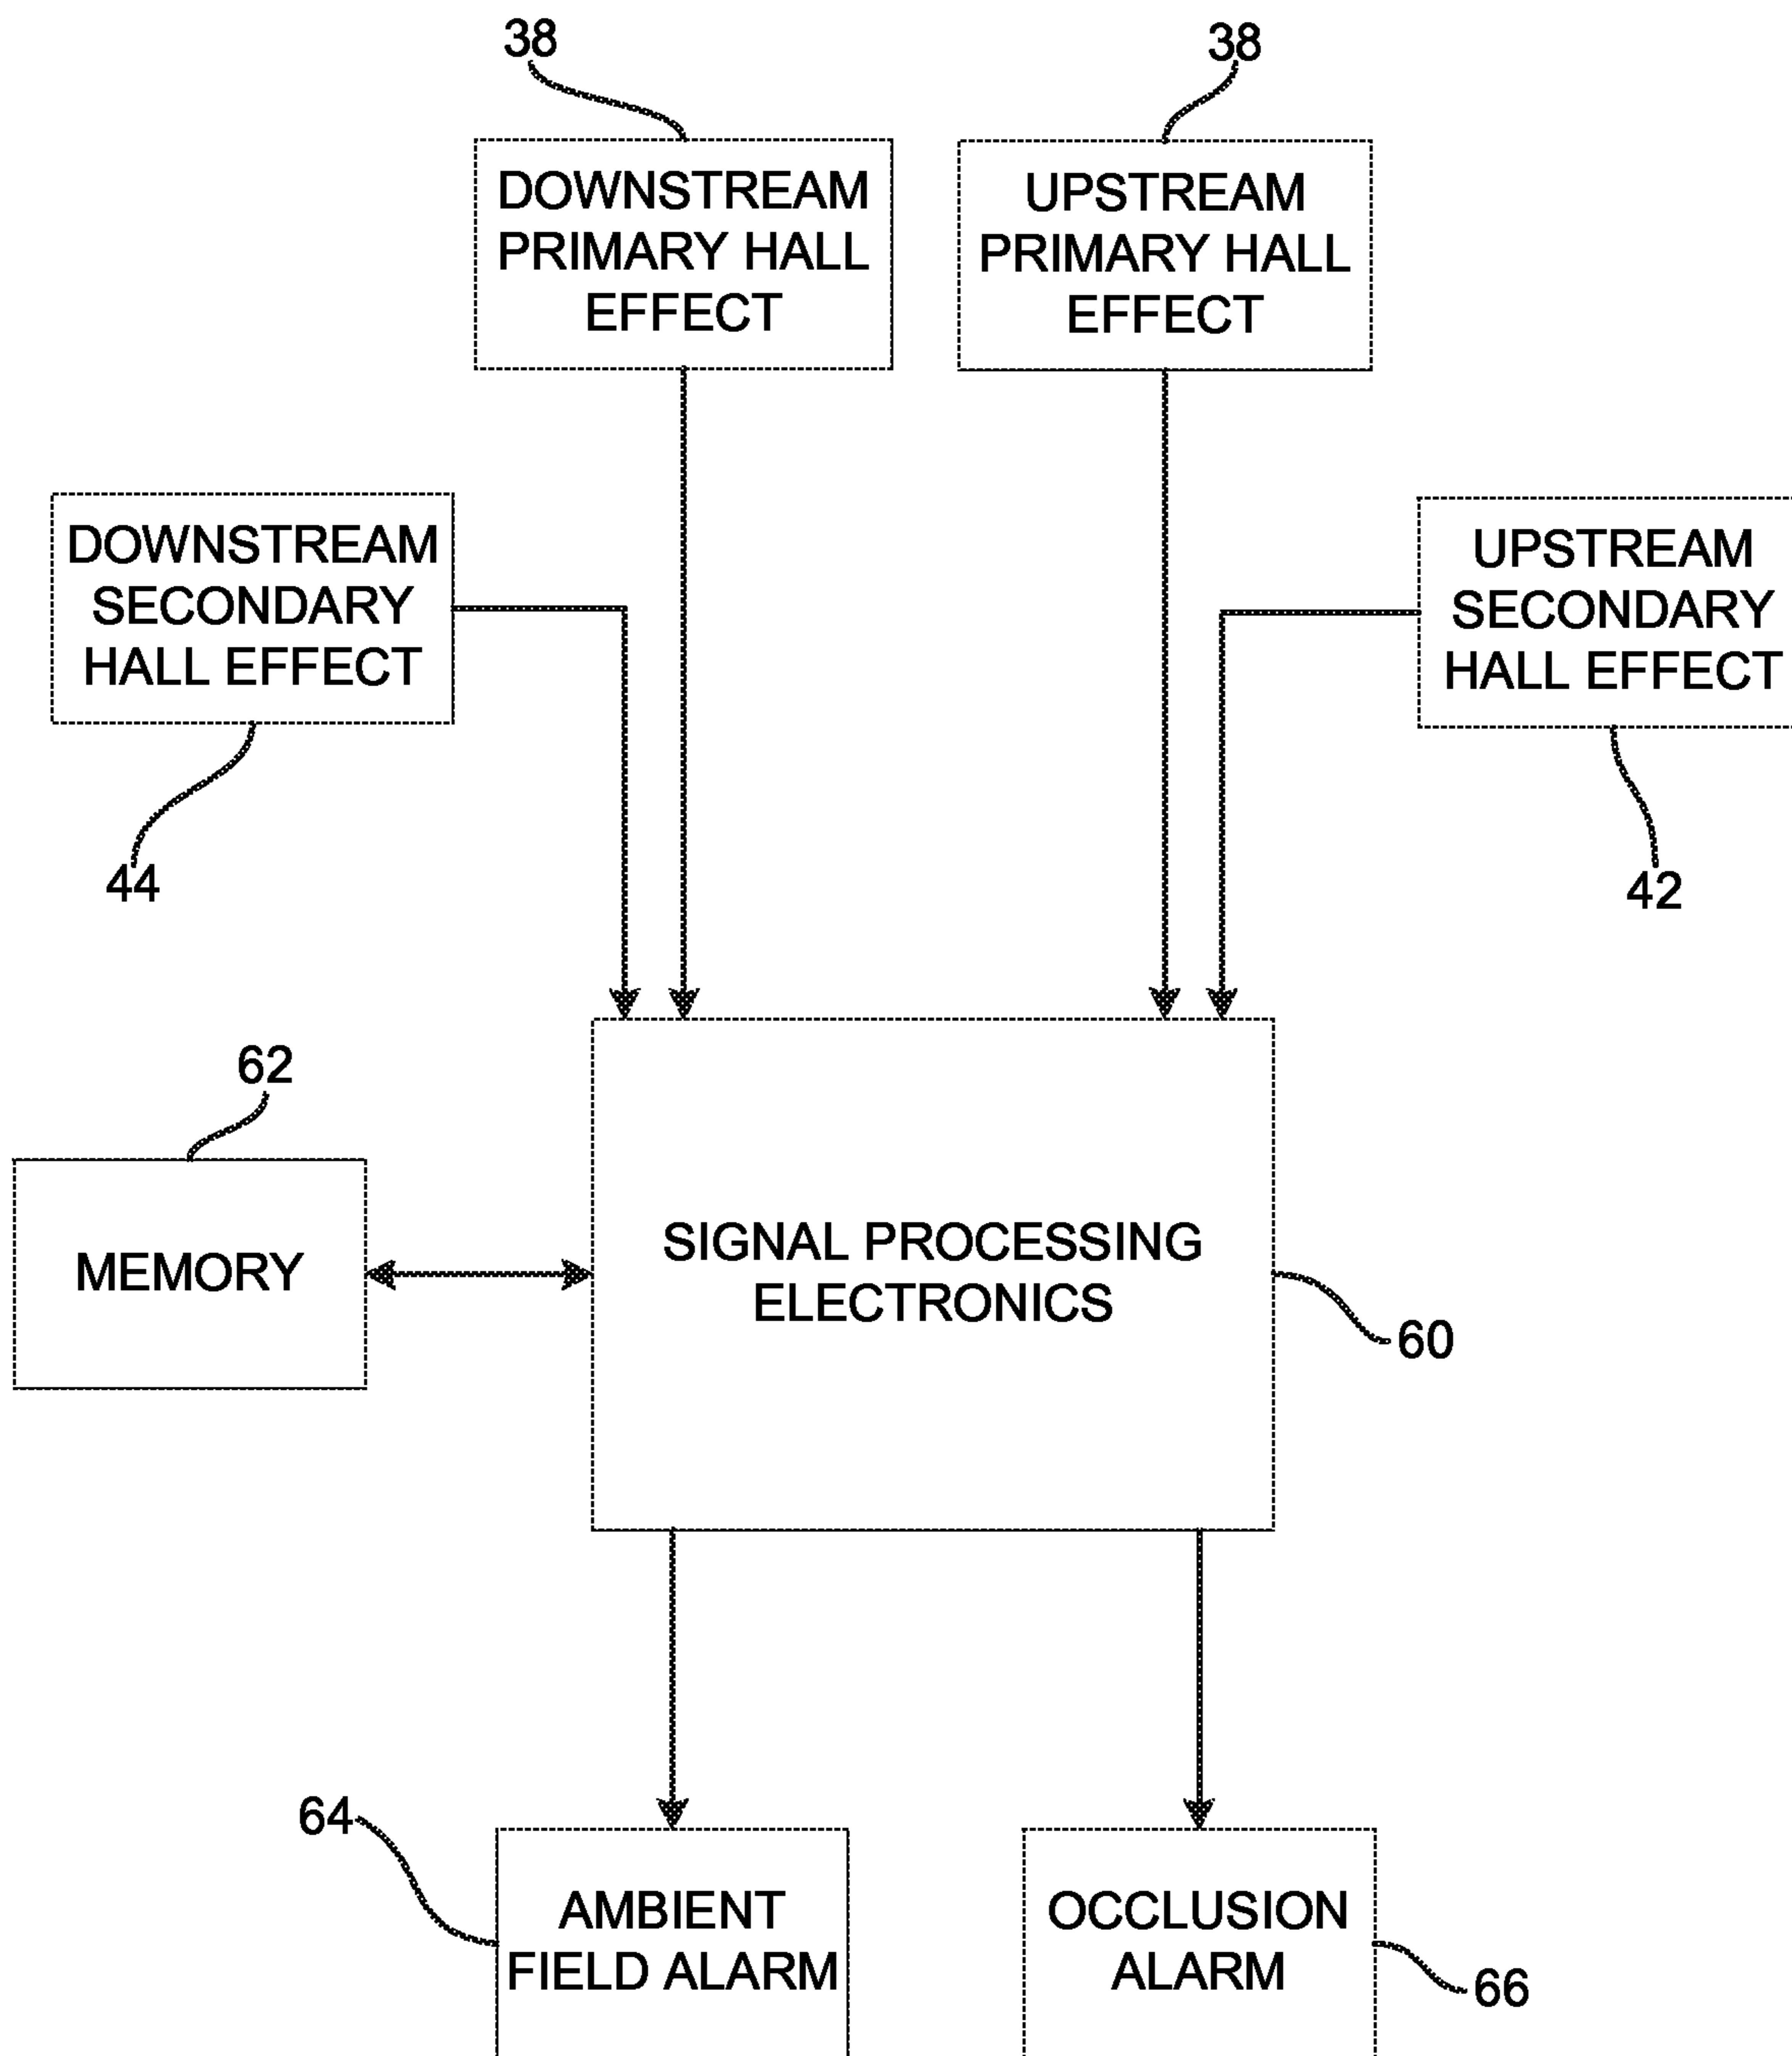 38
38
DOWNSTREAM
PRIMARY HALL
EFFECT
UPSTREAM
PRIMARY HALL
EFFECT
DOWNSTREAM
SECONDARY
HALL EFFECT
UPSTREAM
SECONDARY
HALL EFFECT
44
42
62
MEMORY
SIGNAL PROCESSING
ELECTRONICS
60
64
AMBIENT
FIELD ALARM
OCCLUSION
ALARM
66